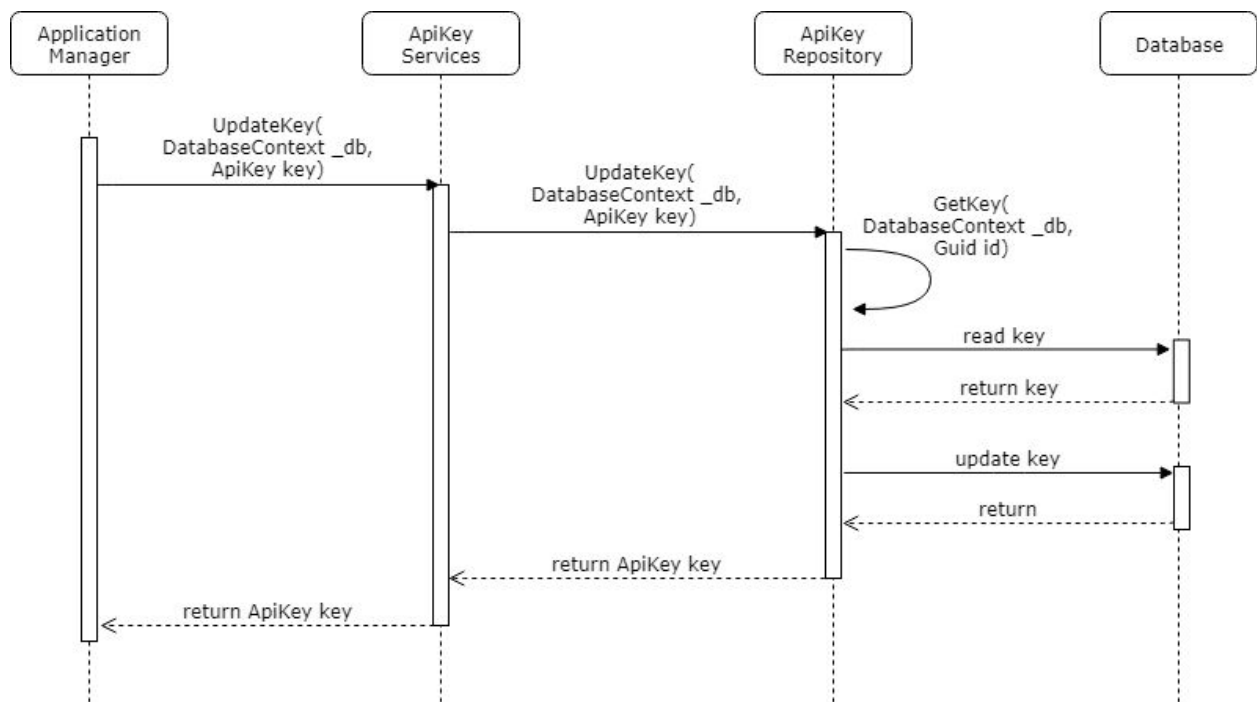 Application
Manager
ApiKey
Services
ApiKey
Repository
Database
UpdateKey(
DatabaseContext _db,
ApiKey key)
UpdateKey(
DatabaseContext _db,
ApiKey key)
GetKey(
DatabaseContext _db,
Guid id)
read key
return key
update key
return
return ApiKey key
return ApiKey key